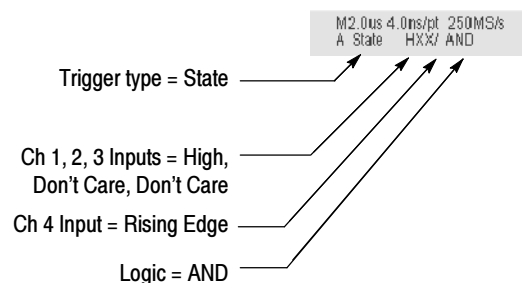 M2.0us 4.0ns/pt 250MS/s
A State HXX/ AND
Trigger type = State
Ch 1, 2, 3 Inputs = High,
Don't Care, Don't Care
Ch 4 Input = Rising Edge
Logic = AND